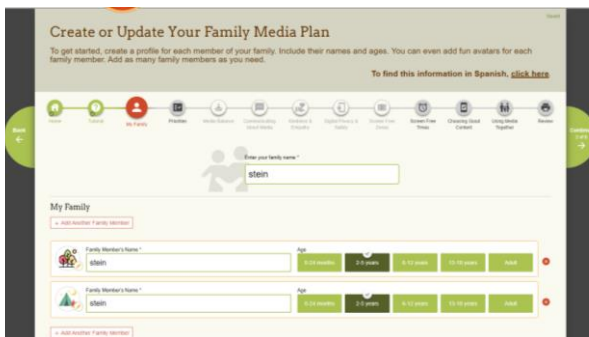 Create or Update Your Family Media Plan
To get started, create a profile for each member of your family. Include their names and ages. You can even add fun avatars for each
family member. Add as many family members as you need.
To find this information in Spanish, click here.
Back
Home
Tutorial
My Family
Priorities
Media Balance
Communicating
About Media
Kindness &
Empathy
Digital Privacy &
Safety
Screen Free
Zones
Screen Free
Times
Choosing Good
Content
Using Media
Together
Review
Continue
Enter your family name *
stein
My Family
+ Add Another Family Member
Family Member's Name *
Age
stein
0-24 months
2-5 years
6-12 years
13-18 years
Adult
Family Member's Name *
Age
stein
0-24 months
2-5 years
6-12 years
13-18 years
Adult
+ Add Another Family Member